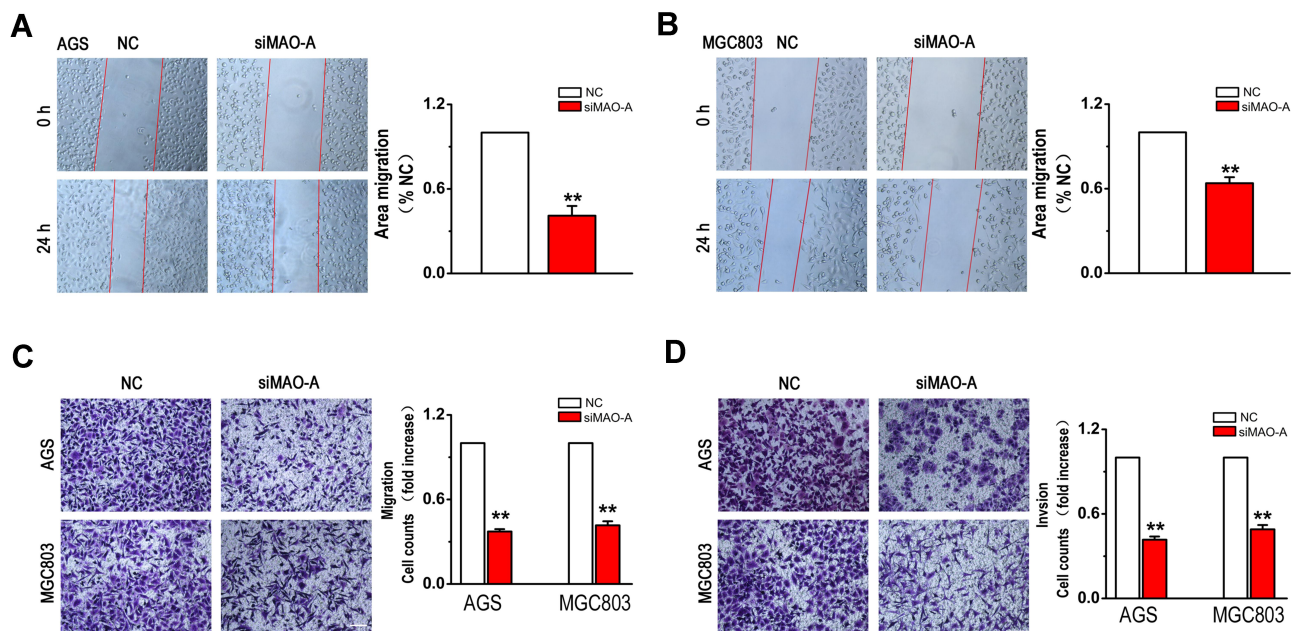 A
AGS NC siMAO-A
0 h
24 h
Area migration
( % NC )
1.2
0.6
0.0
NC
siMAO-A
**
B
MGC803 NC siMAO-A
0 h
24 h
Area migration
( % NC )
1.2
0.6
0.0
NC
siMAO-A
**
C
NC siMAO-A
AGS
MGC803
Migration
Cell counts (fold increase)
1.2
0.6
0.0
NC
siMAO-A
** **
AGS MGC803
D
NC siMAO-A
AGS
MGC803
Invsion
Cell counts (fold increase)
1.2
0.6
0.0
NC
siMAO-A
** **
AGS MGC803